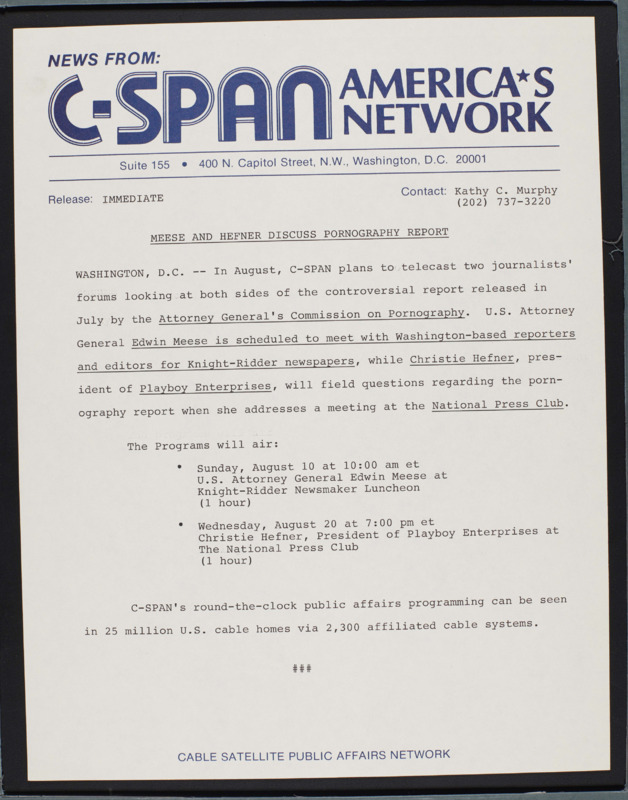 NEWS FROM:
C-SPAN AMERICA★S
NETWORK
Suite 155 • 400 N. Capitol Street, N.W., Washington, D.C. 20001
Release: IMMEDIATE
Contact: Kathy C. Murphy
(202) 737-3220
MEESE AND HEFNER DISCUSS PORNOGRAPHY REPORT
WASHINGTON, D.C. -- In August, C-SPAN plans to telecast two journalists'
forums looking at both sides of the controversial report released in
July by the Attorney General's Commission on Pornography. U.S. Attorney
General Edwin Meese is scheduled to meet with Washington-based reporters
and editors for Knight-Ridder newspapers, while Christie Hefner, pres-
ident of Playboy Enterprises, will field questions regarding the porn-
ography report when she addresses a meeting at the National Press Club.
The Programs will air:
• Sunday, August 10 at 10:00 am et
U.S. Attorney General Edwin Meese at
Knight-Ridder Newsmaker Luncheon
(1 hour)
• Wednesday, August 20 at 7:00 pm et
Christie Hefner, President of Playboy Enterprises at
The National Press Club
(1 hour)
C-SPAN's round-the-clock public affairs programming can be seen
in 25 million U.S. cable homes via 2,300 affiliated cable systems.
###
CABLE SATELLITE PUBLIC AFFAIRS NETWORK